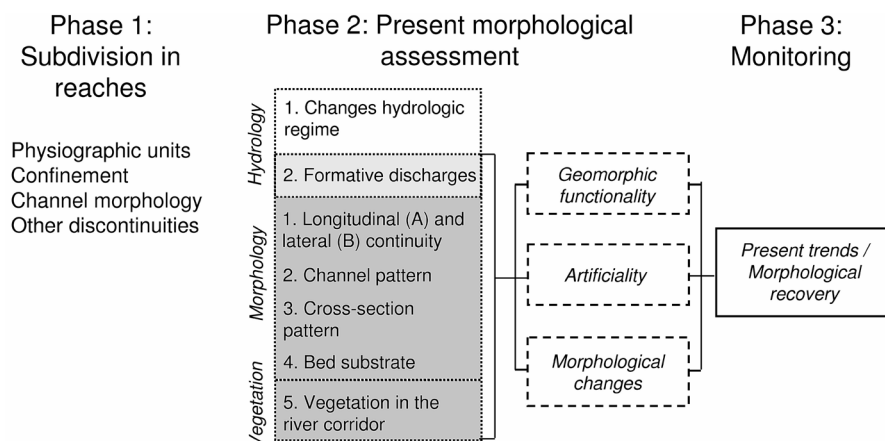 Phase 1:
Subdivision in
reaches
Physiographic units
Confinement
Channel morphology
Other discontinuities
Phase 2: Present morphological
assessment
Hydrology
1. Changes hydrologic
regime
2. Formative discharges
Morphology
1. Longitudinal (A) and
lateral (B) continuity
2. Channel pattern
3. Cross-section
pattern
4. Bed substrate
Vegetation
5. Vegetation in the
river corridor
Geomorphic
functionality
Artificiality
Morphological
changes
Phase 3:
Monitoring
Present trends /
Morphological
recovery